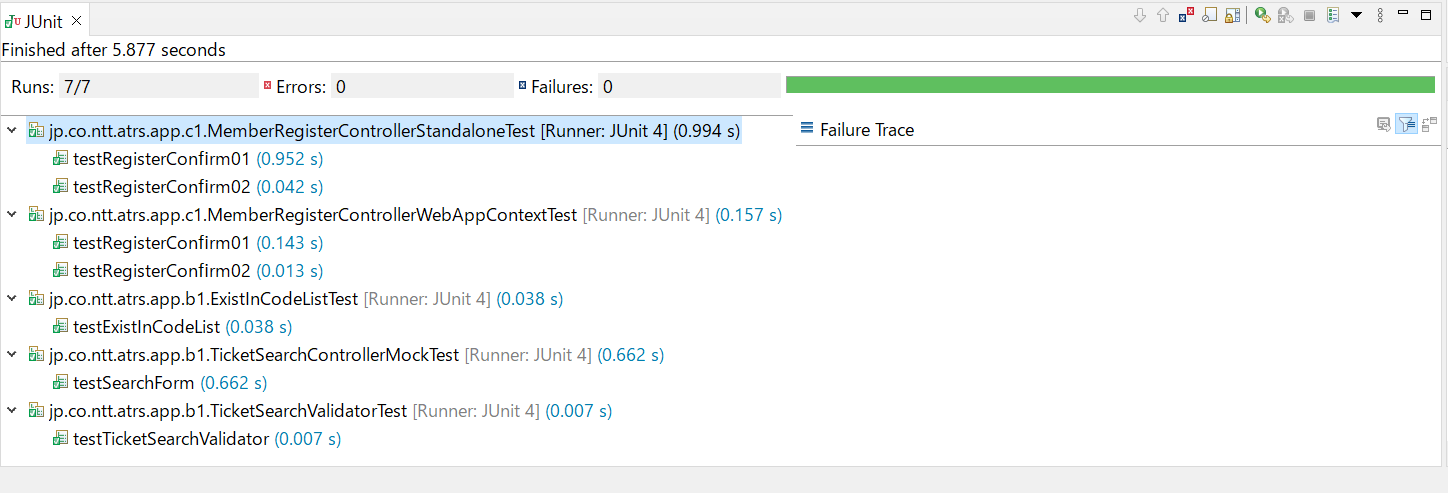 JUnit
Finished after 5.877 seconds
Runs: 7/7 Errors: 0 Failures: 0
jp.co.ntt.atrs.app.c1.MemberRegisterControllerStandaloneTest [Runner: JUnit 4] (0.994 s)
Failure Trace
testRegisterConfirm01 (0.952 s)
testRegisterConfirm02 (0.042 s)
jp.co.ntt.atrs.app.c1.MemberRegisterControllerWebAppContextTest [Runner: JUnit 4] (0.157 s)
testRegisterConfirm01 (0.143 s)
testRegisterConfirm02 (0.013 s)
jp.co.ntt.atrs.app.b1.ExistInCodeListTest [Runner: JUnit 4] (0.038 s)
testExistInCodeList (0.038 s)
jp.co.ntt.atrs.app.b1.TicketSearchControllerMockTest [Runner: JUnit 4] (0.662 s)
testSearchForm (0.662 s)
jp.co.ntt.atrs.app.b1.TicketSearchValidatorTest [Runner: JUnit 4] (0.007 s)
testTicketSearchValidator (0.007 s)